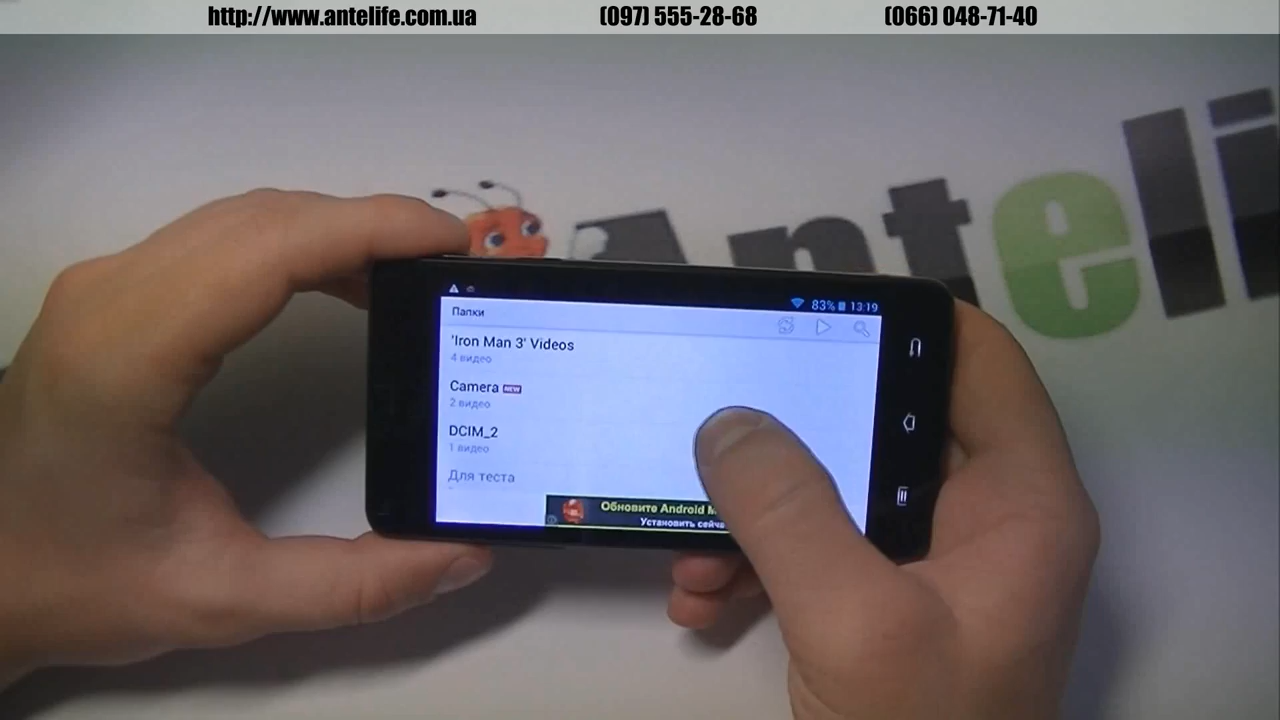 http://www.antelife.com.ua (097) 555-28-68 (066) 048-71-40
Anteli
83% 13:19
Папки
'Iron Man 3' Videos
4 видео
Camera NEW
2 видео
DCIM_2
1 видео
Для теста
Обновите Android
Установить